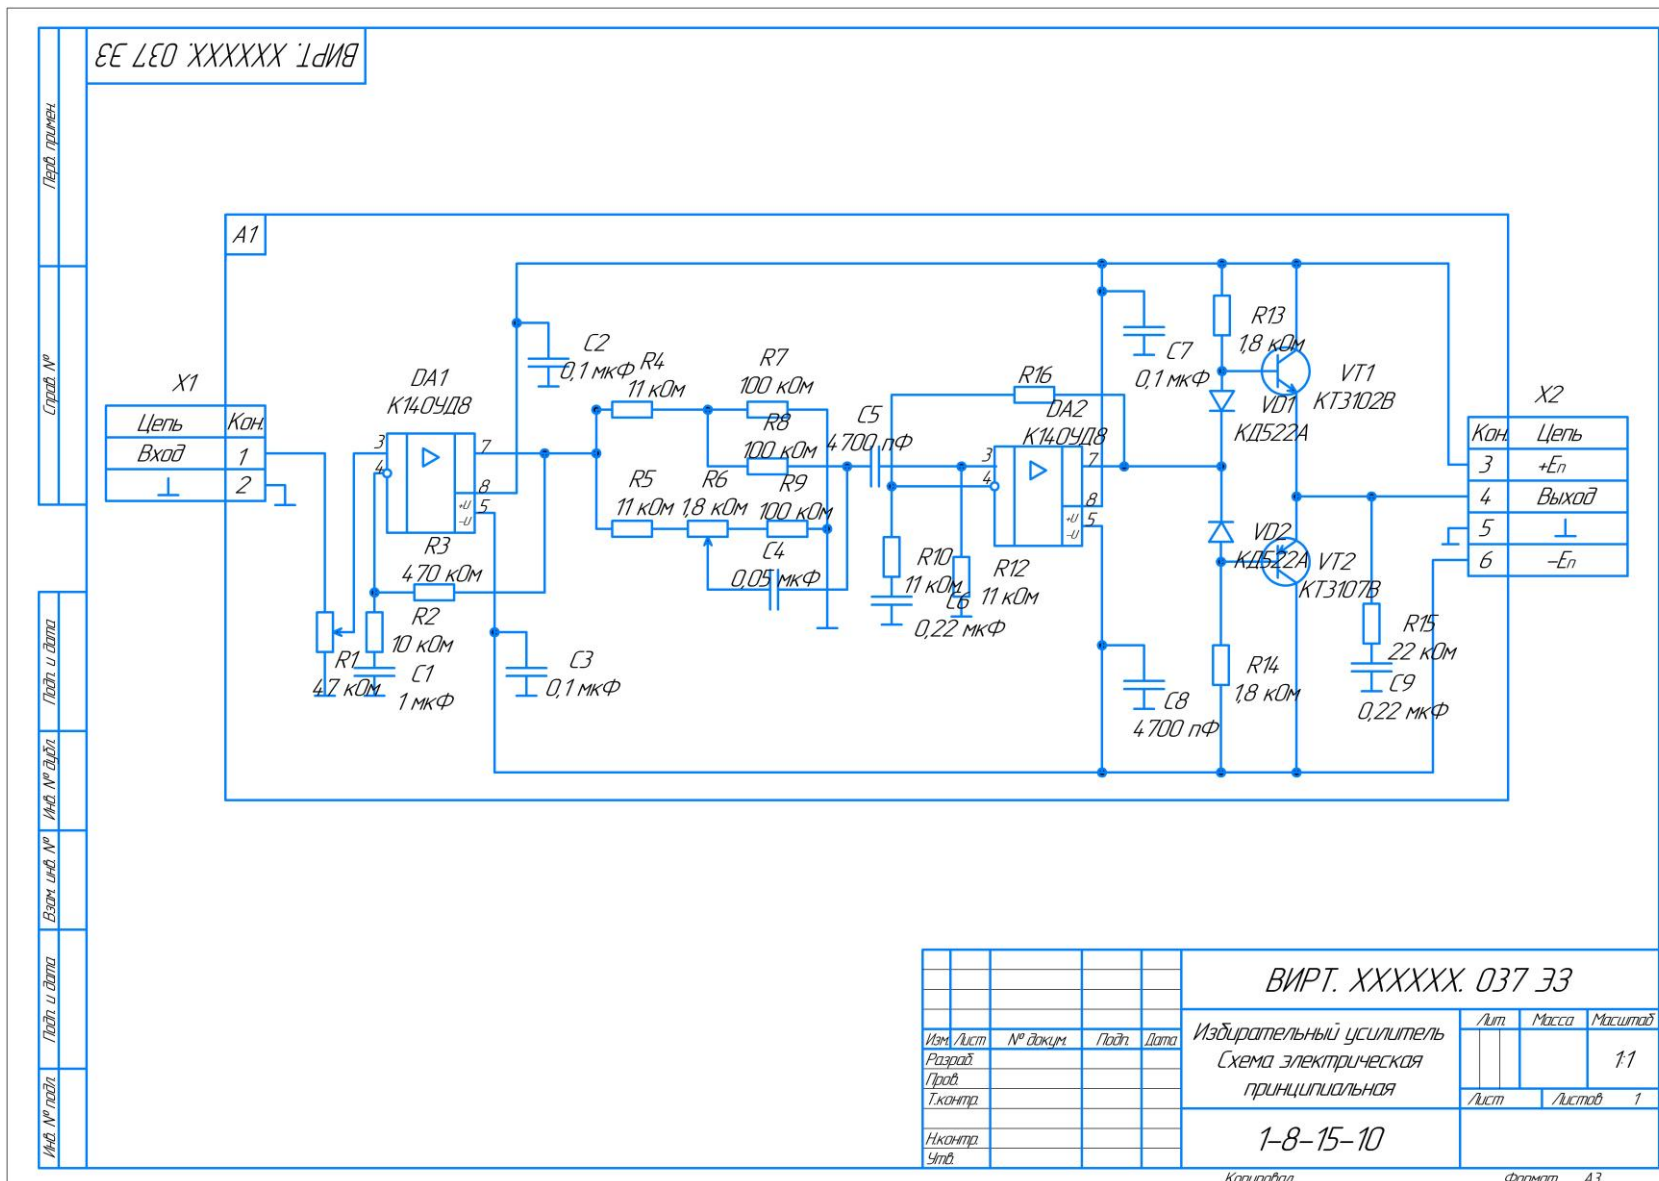 ВИРТ. XXXXXX. 037 Э3
Перв. примен.
Справ. №
Подп. и дата
Инв. № дубл.
Взам. инв. №
Подп. и дата
Инв. № подл.
A1
X1
Цепь Кон.
Вход 1
⊥ 2
DA1
К140УД8
3
4
7
8
5
+U
-U
R1
47 кОм
R2
10 кОм
R3
470 кОм
C1
1 мкФ
C2
0,1 мкФ
C3
0,1 мкФ
R4
11 кОм
R5
11 кОм
R6
1,8 кОм
R7
100 кОм
R8
100 кОм
R9
100 кОм
C4
0,05 мкФ
C5
4700 пФ
R10
11 кОм
C6
0,22 мкФ
R12
11 кОм
R16
DA2
К140УД8
3
4
7
8
5
+U
-U
C7
0,1 мкФ
C8
4700 пФ
R13
1,8 кОм
VD1
КД522А
VD2
КД522А
R14
1,8 кОм
VT1
КТ3102В
VT2
КТ3107В
R15
22 кОм
C9
0,22 мкФ
X2
Кон. Цепь
3 +Еп
4 Выход
5 ⊥
6 -Еп
ВИРТ. XXXXXX. 037 Э3
Изм. Лист № докум. Подп. Дата
Разраб.
Пров.
Т.контр.
Н.контр.
Утв.
Избирательный усилитель
Схема электрическая
принципиальная
Лит. Масса Масштаб
1:1
Лист Листов 1
1-8-15-10
Копировал Формат А3